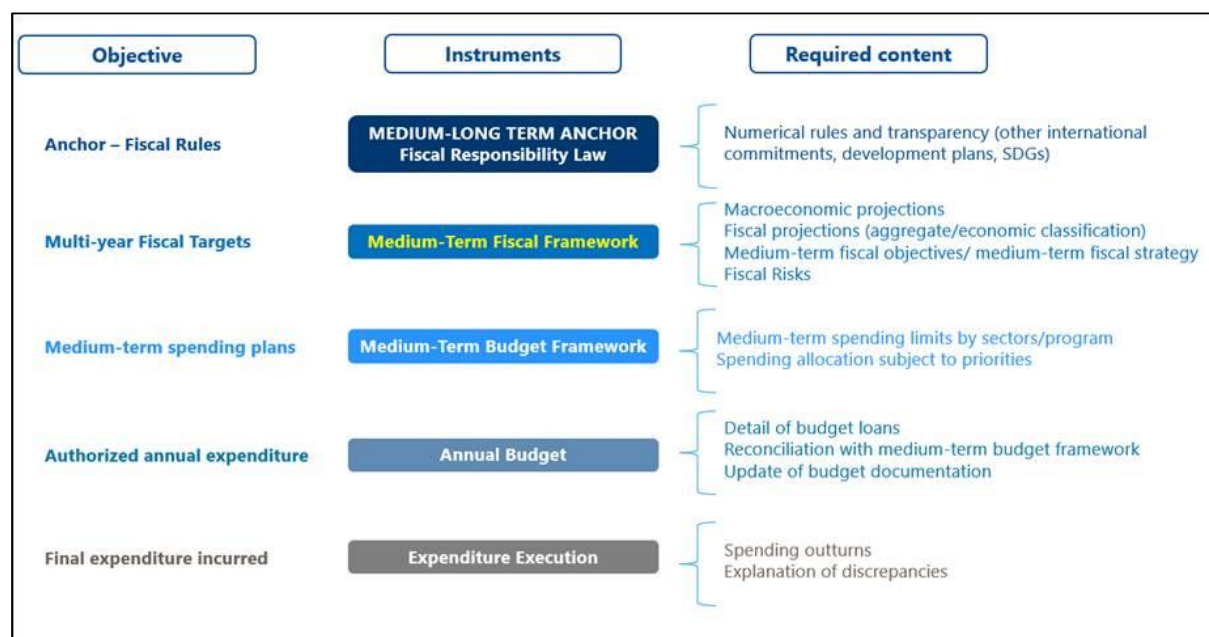 Objective
Instruments
Required content
Anchor – Fiscal Rules
MEDIUM-LONG TERM ANCHOR
Fiscal Responsibility Law
Numerical rules and transparency (other international
commitments, development plans, SDGs)
Multi-year Fiscal Targets
Medium-Term Fiscal Framework
Macroeconomic projections
Fiscal projections (aggregate/economic classification)
Medium-term fiscal objectives/ medium-term fiscal strategy
Fiscal Risks
Medium-term spending plans
Medium-Term Budget Framework
Medium-term spending limits by sectors/program
Spending allocation subject to priorities
Authorized annual expenditure
Annual Budget
Detail of budget loans
Reconciliation with medium-term budget framework
Update of budget documentation
Final expenditure incurred
Expenditure Execution
Spending outturns
Explanation of discrepancies